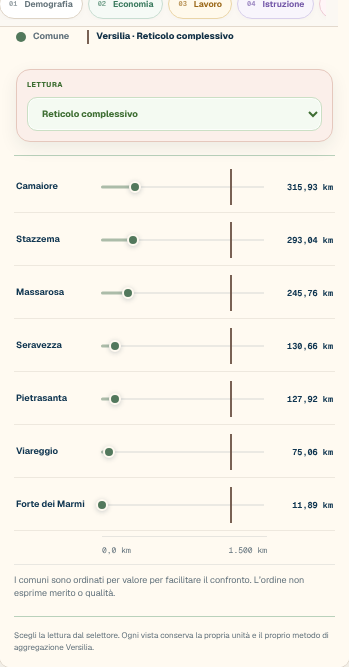 01 Demografia 02 Economia 03 Lavoro 04 Istruzione
Comune Versilia · Reticolo complessivo
LETTURA
Reticolo complessivo
Camaiore 315,93 km
Stazzema 293,04 km
Massarosa 245,76 km
Seravezza 130,66 km
Pietrasanta 127,92 km
Viareggio 75,06 km
Forte dei Marmi 11,89 km
0,0 km 1.500 km
I comuni sono ordinati per valore per facilitare il confronto. L'ordine non
esprime merito o qualità.
Scegli la lettura dal selettore. Ogni vista conserva la propria unità e il proprio metodo di
aggregazione Versilia.